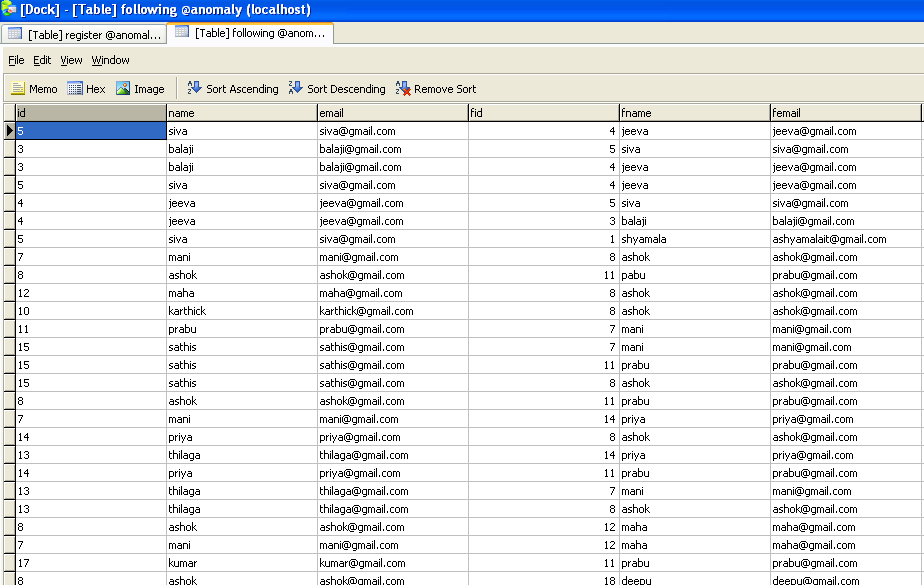 [Dock] - [Table] following @anomaly (localhost)
[Table] register @anomal... [Table] following @anom...
File Edit View Window
Memo Hex Image Sort Ascending Sort Descending Remove Sort
id name email fid fname femail
5 siva siva@gmail.com 4 jeeva jeeva@gmail.com
3 balaji balaji@gmail.com 5 siva siva@gmail.com
3 balaji balaji@gmail.com 4 jeeva jeeva@gmail.com
5 siva siva@gmail.com 4 jeeva jeeva@gmail.com
4 jeeva jeeva@gmail.com 5 siva siva@gmail.com
4 jeeva jeeva@gmail.com 3 balaji balaji@gmail.com
5 siva siva@gmail.com 1 shyamala ashyamalait@gmail.com
7 mani mani@gmail.com 8 ashok ashok@gmail.com
8 ashok ashok@gmail.com 11 pabu prabu@gmail.com
12 maha maha@gmail.com 8 ashok ashok@gmail.com
10 karthick karthick@gmail.com 8 ashok ashok@gmail.com
11 prabu prabu@gmail.com 7 mani mani@gmail.com
15 sathis sathis@gmail.com 7 mani mani@gmail.com
15 sathis sathis@gmail.com 11 prabu prabu@gmail.com
15 sathis sathis@gmail.com 8 ashok ashok@gmail.com
8 ashok ashok@gmail.com 11 prabu prabu@gmail.com
7 mani mani@gmail.com 14 priya priya@gmail.com
14 priya priya@gmail.com 8 ashok ashok@gmail.com
13 thilaga thilaga@gmail.com 14 priya priya@gmail.com
14 priya priya@gmail.com 11 prabu prabu@gmail.com
13 thilaga thilaga@gmail.com 7 mani mani@gmail.com
13 thilaga thilaga@gmail.com 8 ashok ashok@gmail.com
8 ashok ashok@gmail.com 12 maha maha@gmail.com
7 mani mani@gmail.com 12 maha maha@gmail.com
17 kumar kumar@gmail.com 11 prabu prabu@gmail.com
8 ashok ashok@gmail.com 18 deepu deepu@gmail.com